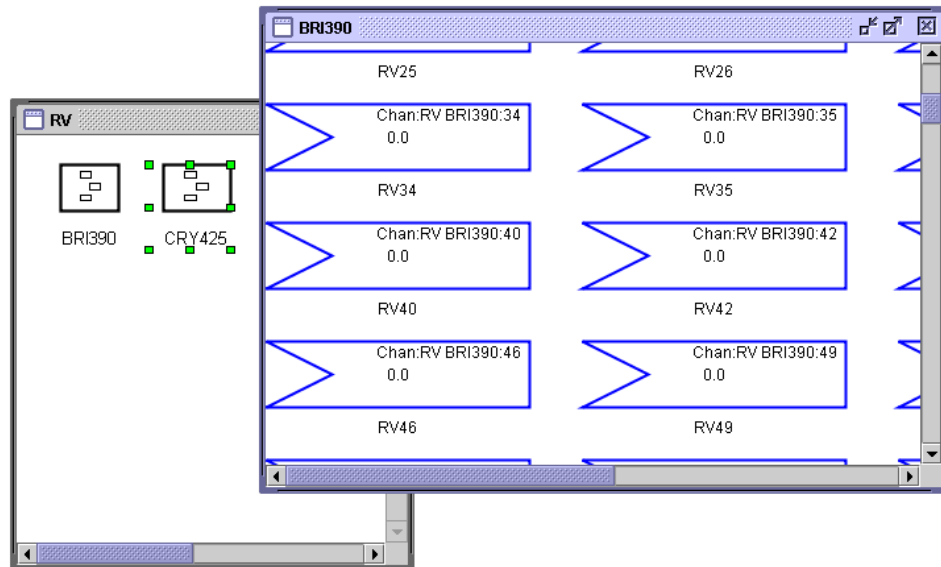 BRI390
RV25
RV26
Chan:RV BRI390:34
0.0
Chan:RV BRI390:35
0.0
RV34
RV35
Chan:RV BRI390:40
0.0
Chan:RV BRI390:42
0.0
RV40
RV42
Chan:RV BRI390:46
0.0
Chan:RV BRI390:49
0.0
RV46
RV49
RV
BRI390
CRY425